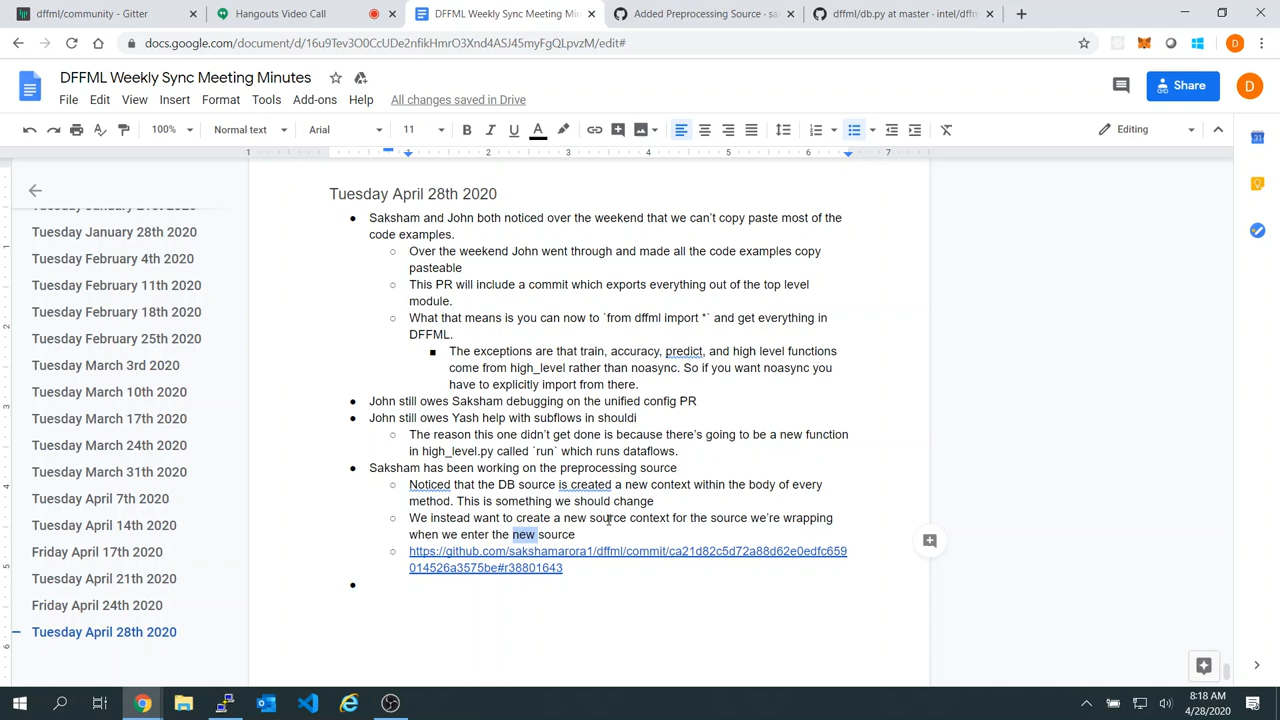 dffml/community - Gitter
Hangouts Video Call
DFFML Weekly Sync Meeting Min
Added Preprocessing Source · sa
dffml/db.py at master · intel/dffm
docs.google.com/document/d/16u9Tev3O0CcUDe2nfikHmrO3Xnd4ASJ45myFgQLpvzM/edit#
D
DFFML Weekly Sync Meeting Minutes
Share
D
File Edit View Insert Format Tools Add-ons Help All changes saved in Drive
100% Normal text Arial 11 B I U A Editing
1 1 2 3 4 5 6 7
Tuesday January 28th 2020
Tuesday February 4th 2020
Tuesday February 11th 2020
Tuesday February 18th 2020
Tuesday February 25th 2020
Tuesday March 3rd 2020
Tuesday March 10th 2020
Tuesday March 17th 2020
Tuesday March 24th 2020
Tuesday March 31th 2020
Tuesday April 7th 2020
Tuesday April 14th 2020
Friday April 17th 2020
Tuesday April 21th 2020
Friday April 24th 2020
Tuesday April 28th 2020
Tuesday April 28th 2020
Saksham and John both noticed over the weekend that we can't copy paste most of the
code examples.
Over the weekend John went through and made all the code examples copy
pasteable
This PR will include a commit which exports everything out of the top level
module.
What that means is you can now to `from dffml import *` and get everything in
DFFML.
The exceptions are that train, accuracy, predict, and high level functions
come from high_level rather than noasync. So if you want noasync you
have to explicitly import from there.
John still owes Saksham debugging on the unified config PR
John still owes Yash help with subflows in shouldi
The reason this one didn't get done is because there's going to be a new function
in high_level.py called `run` which runs dataflows.
Saksham has been working on the preprocessing source
Noticed that the DB source is created a new context within the body of every
method. This is something we should change
We instead want to create a new source context for the source we're wrapping
when we enter the new source
https://github.com/sakshamarora1/dffml/commit/ca21d82c5d72a88d62e0edfc659
014526a3575be#r38801643
8:18 AM
4/28/2020